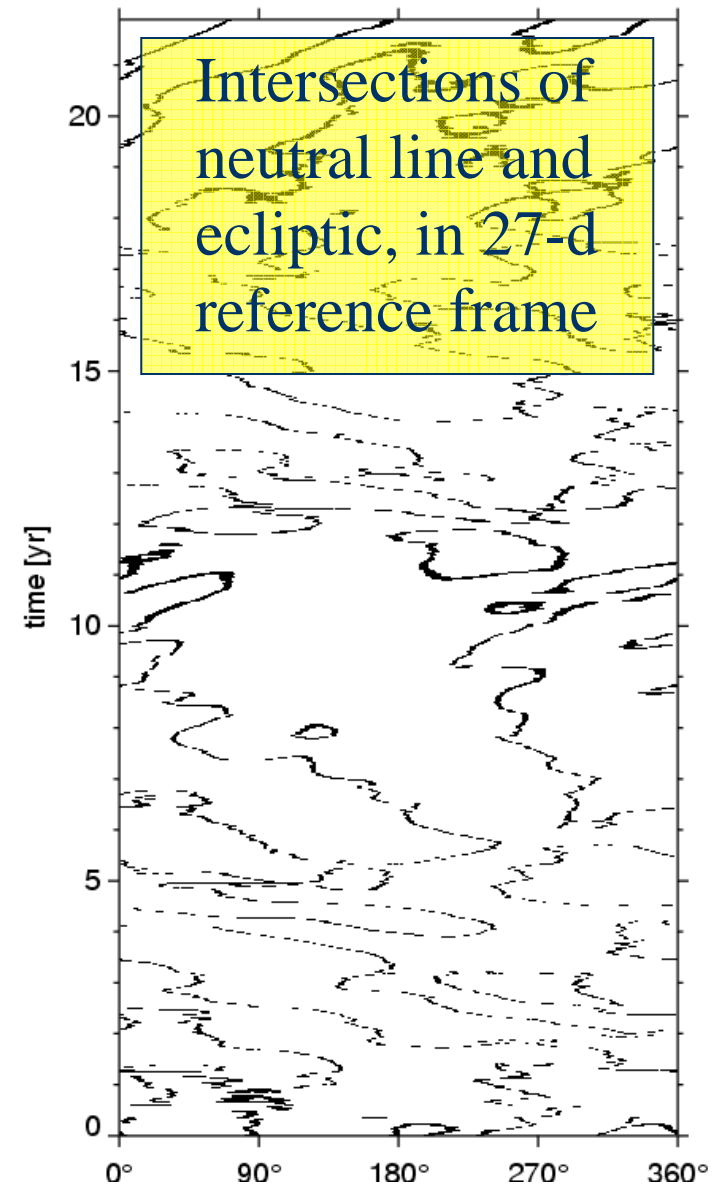 Intersections of
neutral line and
ecliptic, in 27-d
reference frame
20
15
10
5
0
time [yr]
0° 90° 180° 270° 360°